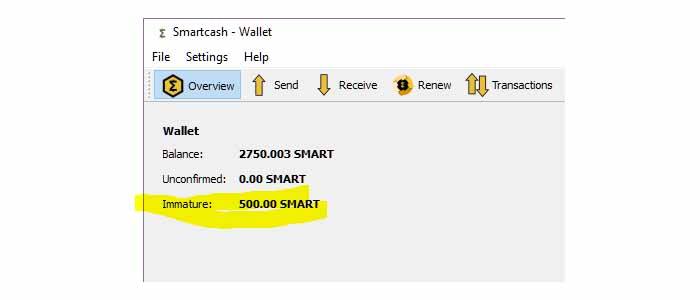 Smartcash - Wallet
File Settings Help
Overview Send Receive Renew Transactions
Wallet
Balance: 2750.003 SMART
Unconfirmed: 0.00 SMART
Immature: 500.00 SMART